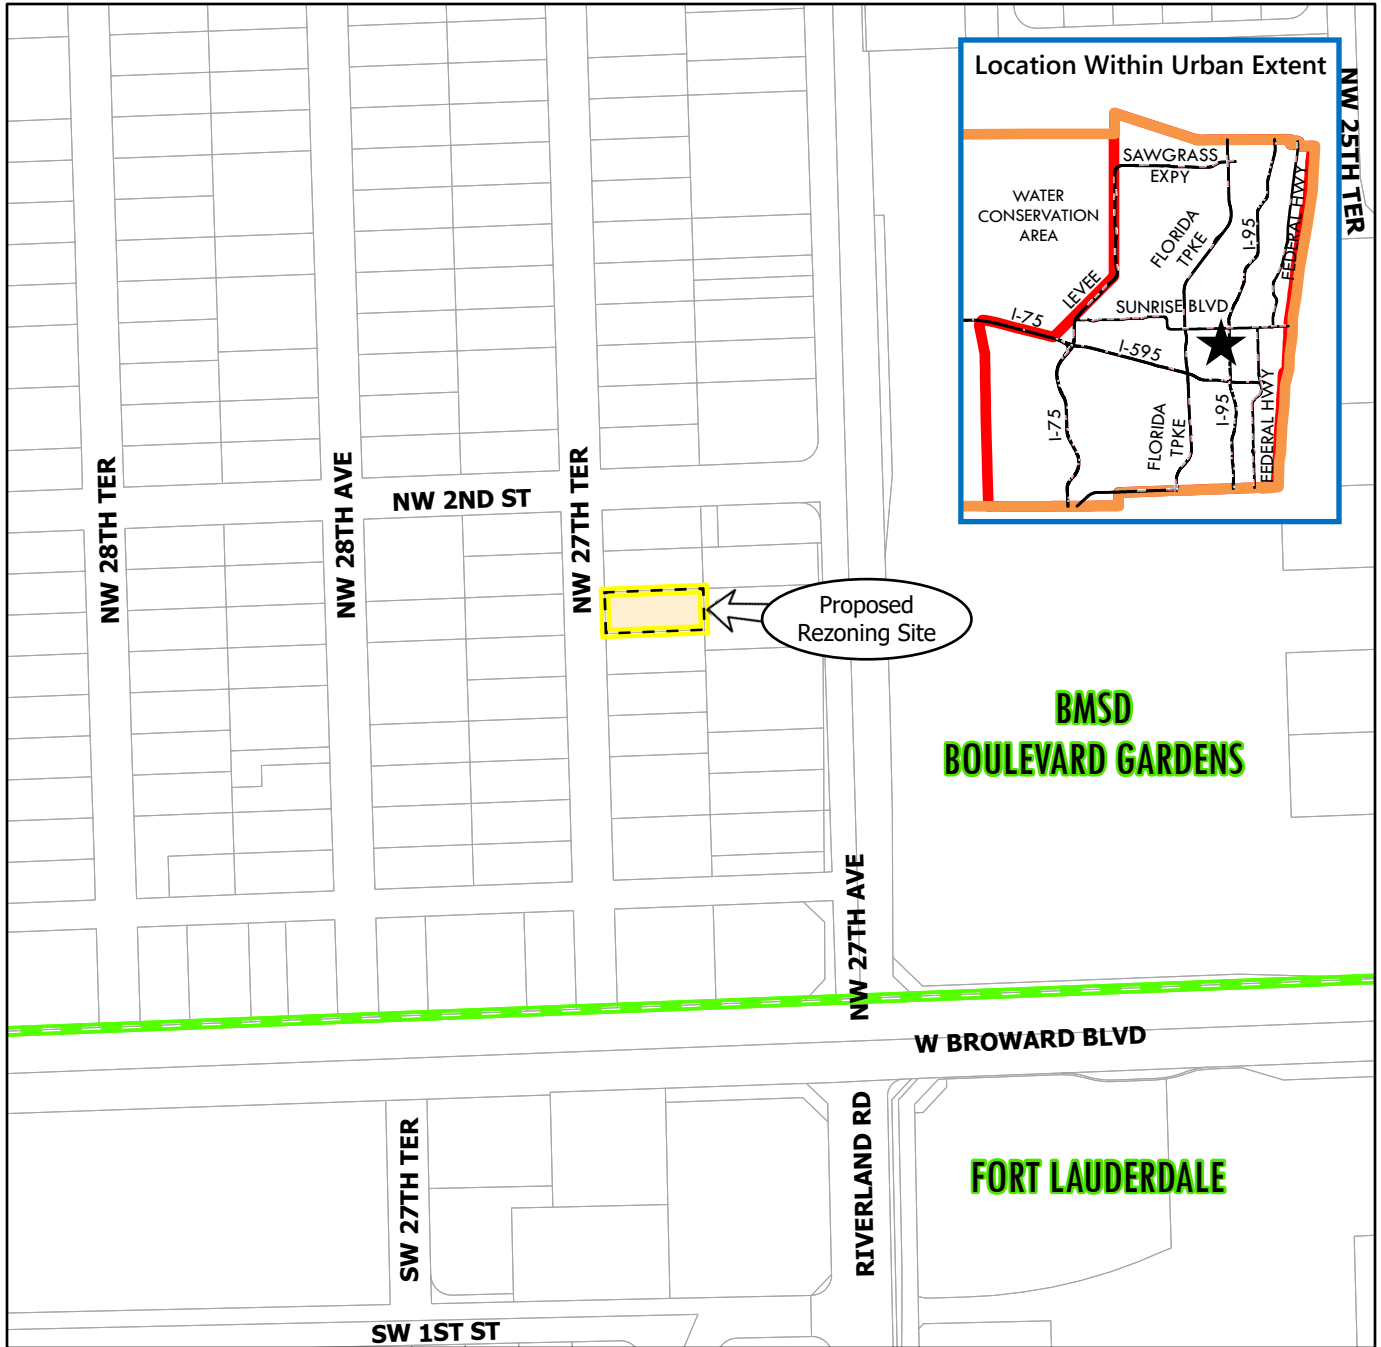 Location Within Urban Extent
SAWGRASS
EXPY
WATER
CONSERVATION
AREA
FLORIDA
TPKE
I-95
FEDERAL HWY
LEVEE
SUNRISE BLVD
I-75
I-595
I-75
FLORIDA
TPKE
I-95
FEDERAL HWY
NW 25TH TER
NW 28TH TER
NW 28TH AVE
NW 2ND ST
NW 27TH TER
Proposed
Rezoning Site
BMSD
BOULEVARD GARDENS
NW 27TH AVE
W BROWARD BLVD
SW 27TH TER
RIVERLAND RD
FORT LAUDERDALE
SW 1ST ST